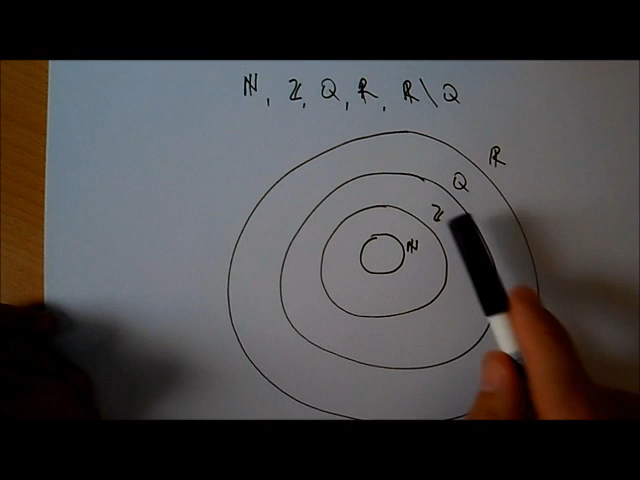 ℕ, ℤ, ℚ, ℝ, ℝ \ ℚ
ℝ
ℚ
ℤ
ℕ